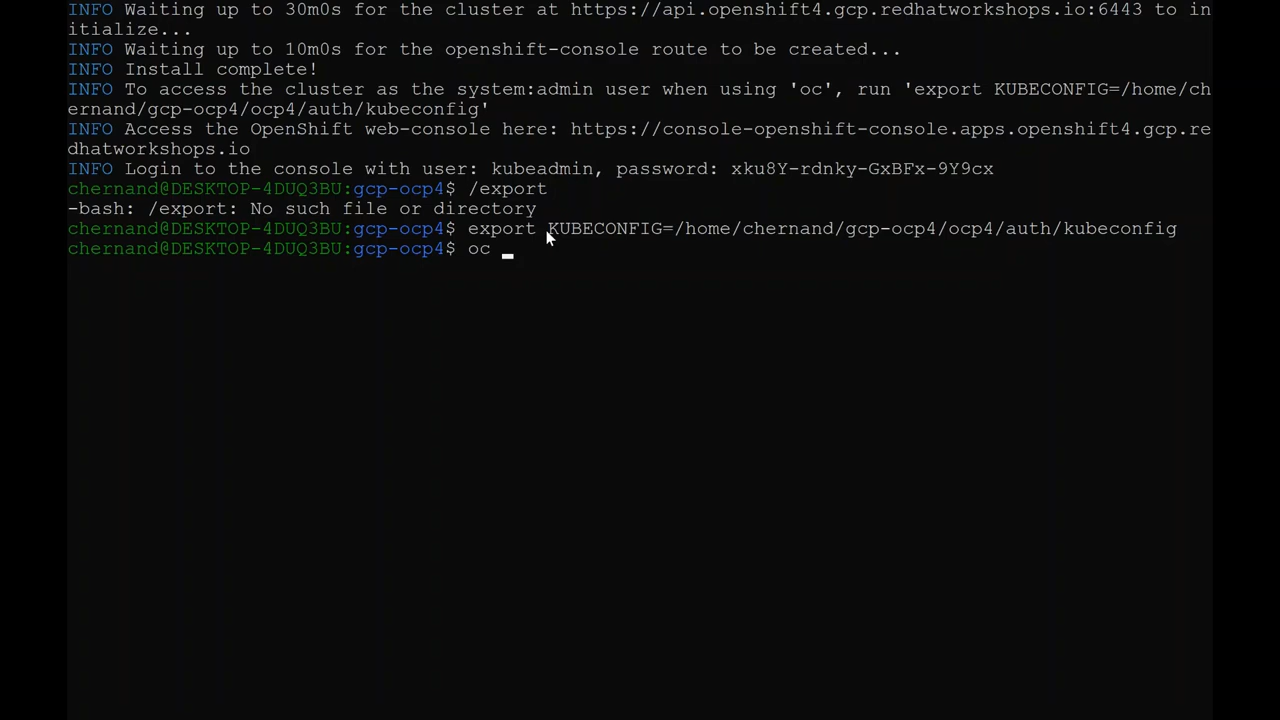 INFO Waiting up to 30m0s for the cluster at https://api.openshift4.gcp.redhatworkshops.io:6443 to in
itialize...
INFO Waiting up to 10m0s for the openshift-console route to be created...
INFO Install complete!
INFO To access the cluster as the system:admin user when using 'oc', run 'export KUBECONFIG=/home/ch
ernand/gcp-ocp4/ocp4/auth/kubeconfig'
INFO Access the OpenShift web-console here: https://console-openshift-console.apps.openshift4.gcp.re
dhatworkshops.io
INFO Login to the console with user: kubeadmin, password: xku8Y-rdnky-GxBFx-9Y9cx
chernand@DESKTOP-4DUQ3BU:gcp-ocp4$ /export
-bash: /export: No such file or directory
chernand@DESKTOP-4DUQ3BU:gcp-ocp4$ export KUBECONFIG=/home/chernand/gcp-ocp4/ocp4/auth/kubeconfig
chernand@DESKTOP-4DUQ3BU:gcp-ocp4$ oc